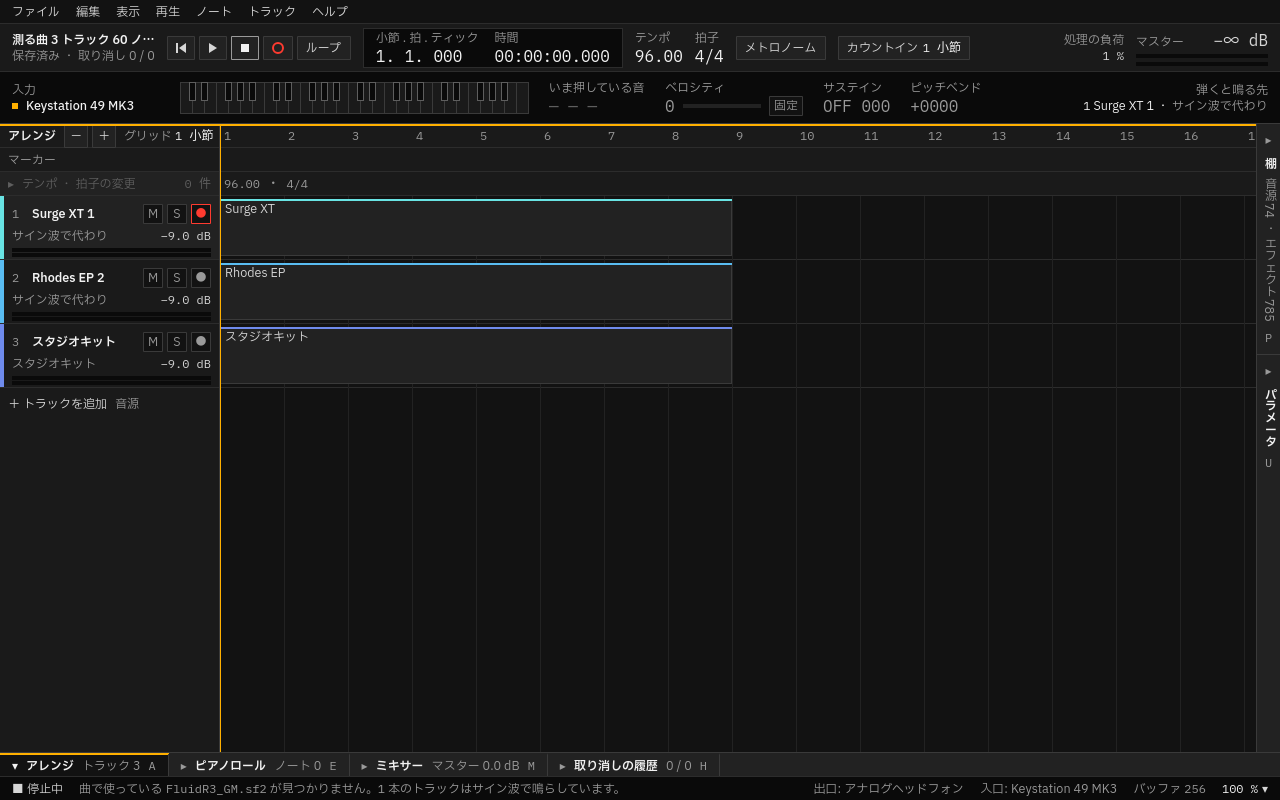 ファイル 編集 表示 再生 ノート トラック ヘルプ
測る曲 3 トラック 60 ノ…
保存済み ・ 取り消し 0 / 0
ループ
小節 . 拍 . ティック 時間
1. 1. 000 00:00:00.000
テンポ 拍子
96.00 4/4
メトロノーム
カウントイン 1 小節
処理の負荷
1 %
マスター −∞ dB
入力
Keystation 49 MK3
いま押している音
— — —
ベロシティ
0 固定
サステイン
OFF 000
ピッチベンド
+0000
弾くと鳴る先
1 Surge XT 1 ・ サイン波で代わり
アレンジ − + グリッド 1 小節
1 2 3 4 5 6 7 8 9 10 11 12 13 14 15 16 1
マーカー
▸ テンポ ・ 拍子の変更 0 件
96.00 ・ 4/4
1 Surge XT 1 M S
サイン波で代わり −9.0 dB
Surge XT
2 Rhodes EP 2 M S
サイン波で代わり −9.0 dB
Rhodes EP
3 スタジオキット M S
スタジオキット −9.0 dB
スタジオキット
+ トラックを追加 音源
▸ 棚 音源 74 ・ エフェクト 785 P
▸ パラメータ U
▾ アレンジ トラック 3 A
▸ ピアノロール ノート 0 E
▸ ミキサー マスター 0.0 dB M
▸ 取り消しの履歴 0 / 0 H
■ 停止中 曲で使っている FluidR3_GM.sf2 が見つかりません。1 本のトラックはサイン波で鳴らしています。
出口: アナログヘッドフォン 入口: Keystation 49 MK3 バッファ 256 100 % ▾